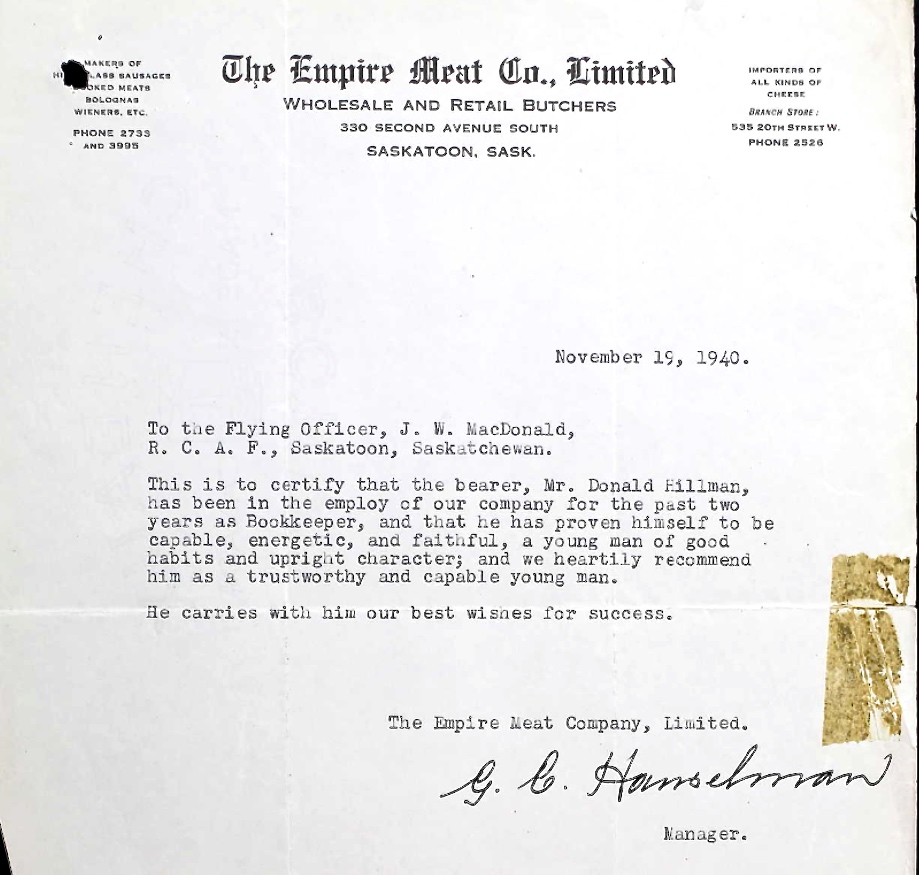 MAKERS OF
SAUSAGES
MEATS
BOLOGNAS
WIENERS, ETC.
PHONE 2733
AND 3995
The Empire Meat Co., Limited
WHOLESALE AND RETAIL BUTCHERS
330 SECOND AVENUE SOUTH
SASKATOON, SASK.
IMPORTERS OF
ALL KINDS OF
CHEESE
BRANCH STORE:
535 20TH STREET W.
PHONE 2526
November 19, 1940.
To the Flying Officer, J. W. MacDonald,
R. C. A. F., Saskatoon, Saskatchewan.
This is to certify that the bearer, Mr. Donald Hillman,
has been in the employ of our company for the past two
years as Bookkeeper, and that he has proven himself to be
capable, energetic, and faithful, a young man of good
habits and upright character; and we heartily recommend
him as a trustworthy and capable young man.
He carries with him our best wishes for success.
The Empire Meat Company, Limited.
G. C. Hanselman
Manager.